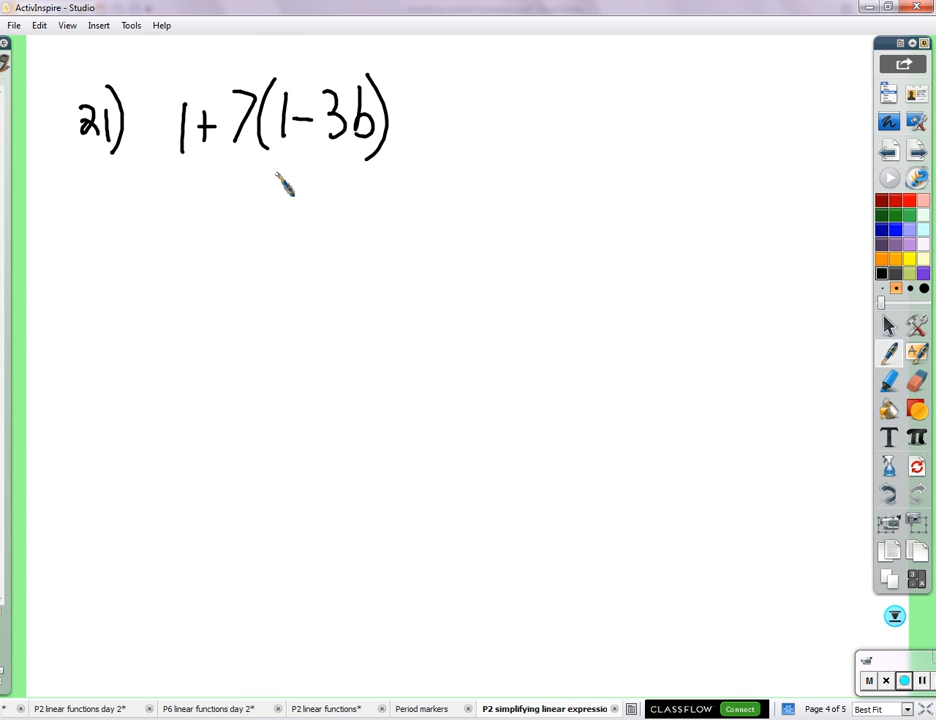 ActivInspire - Studio
File Edit View Insert Tools Help
21) 1 + 7(1 - 3b)
P2 linear functions day 2* P6 linear functions day 2* P2 linear functions* Period markers P2 simplifying linear expressio CLASSFLOW Connect Page 4 of 5 Best Fit
M